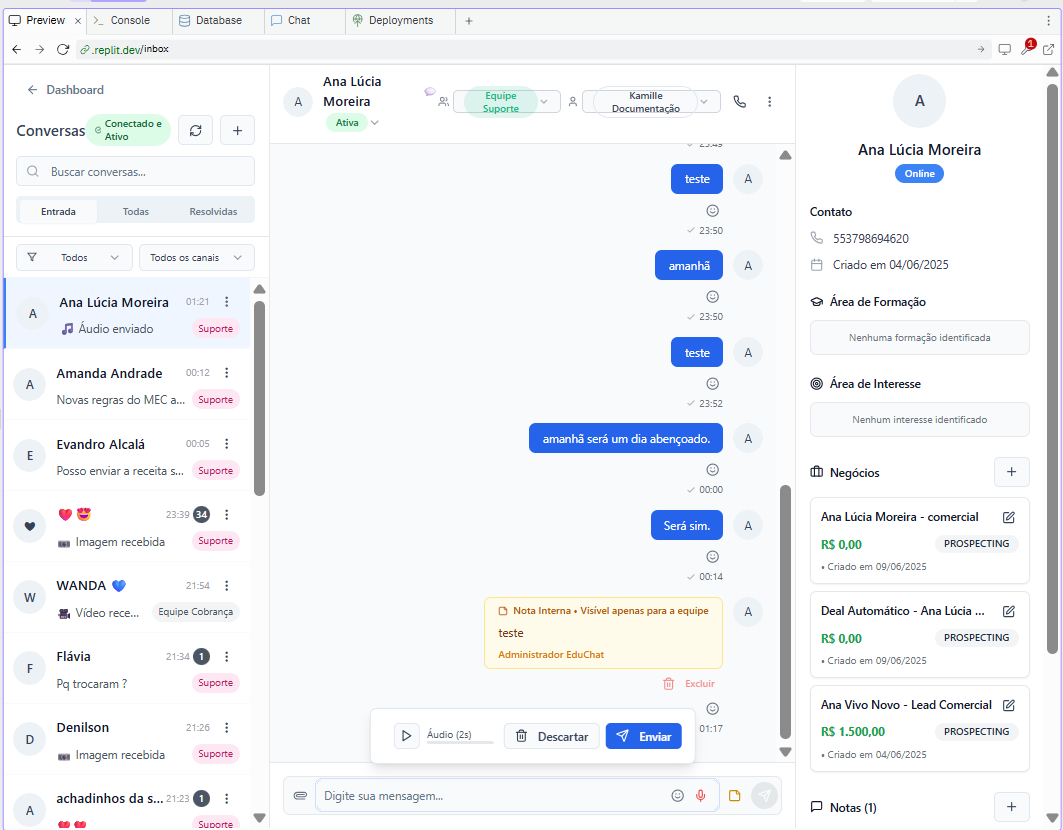 Preview
Console
Database
Chat
Deployments
.replit.dev/inbox
1
Dashboard
Conversas
Conectado e
Ativo
Buscar conversas...
Entrada
Todas
Resolvidas
Todos
Todos os canais
A
Ana Lúcia Moreira
01:21
Áudio enviado
Suporte
A
Amanda Andrade
00:12
Novas regras do MEC a...
Suporte
E
Evandro Alcalá
00:05
Posso enviar a receita s...
Suporte
23:39
34
Imagem recebida
Suporte
W
WANDA
21:54
Vídeo rece...
Equipe Cobrança
F
Flávia
21:34
1
Pq trocaram ?
Suporte
D
Denilson
21:26
Imagem recebida
Suporte
A
achadinhos da s...
21:23
1
Suporte
A
Ana Lúcia
Moreira
Ativa
Equipe
Suporte
Kamille
Documentação
23:49
teste
A
23:50
amanhã
A
23:50
teste
A
23:52
amanhã será um dia abençoado.
A
00:00
Será sim.
A
00:14
Nota Interna • Visível apenas para a equipe
teste
Administrador EduChat
A
Excluir
01:17
Áudio (2s)
Descartar
Enviar
Digite sua mensagem...
A
Ana Lúcia Moreira
Online
Contato
553798694620
Criado em 04/06/2025
Área de Formação
Nenhuma formação identificada
Área de Interesse
Nenhum interesse identificado
Negócios
Ana Lúcia Moreira - comercial
R$ 0,00
PROSPECTING
• Criado em 09/06/2025
Deal Automático - Ana Lúcia ...
R$ 0,00
PROSPECTING
• Criado em 09/06/2025
Ana Vivo Novo - Lead Comercial
R$ 1.500,00
PROSPECTING
• Criado em 04/06/2025
Notas (1)